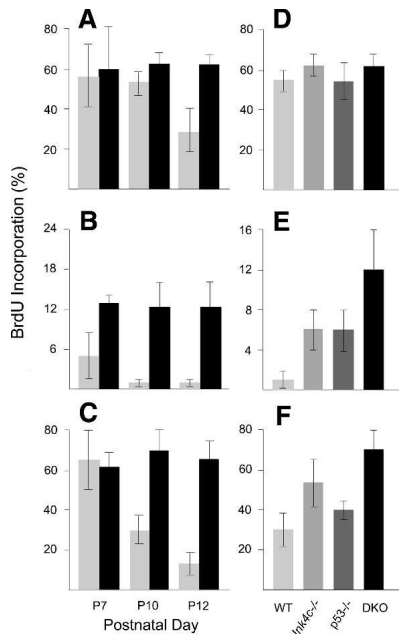 BrdU Incorporation (%)
A
80
60
40
20
B
24
18
12
6
C
80
60
40
20
P7 P10 P12
Postnatal Day
D
80
60
40
20
E
16
12
8
4
F
80
60
40
20
WT Ink4c-/- p53-/- DKO